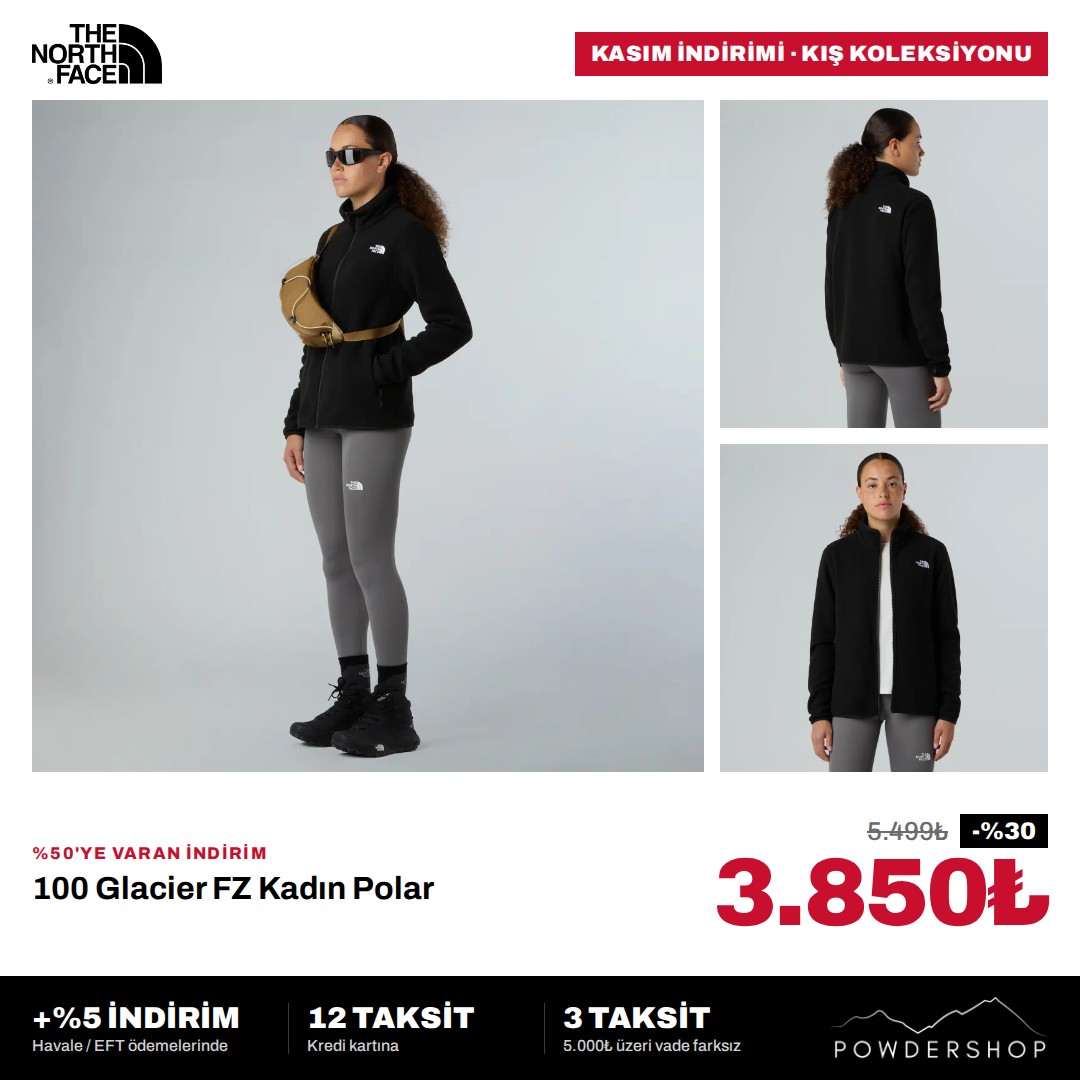 THE
NORTH
FACE
KASIM İNDİRİMİ · KIŞ KOLEKSİYONU
%50'YE VARAN İNDİRİM
100 Glacier FZ Kadın Polar
5.499₺ -%30
3.850₺
+%5 İNDİRİM
Havale / EFT ödemelerinde
12 TAKSİT
Kredi kartına
3 TAKSİT
5.000₺ üzeri vade farksız
POWDERSHOP